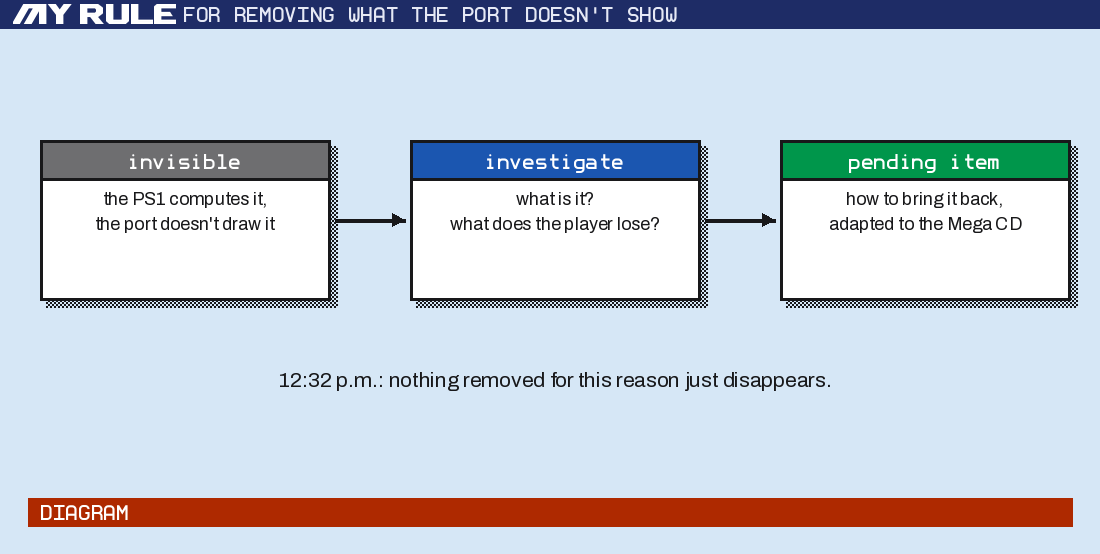 MY RULE FOR REMOVING WHAT THE PORT DOESN'T SHOW
invisible
the PS1 computes it,
the port doesn't draw it
investigate
what is it?
what does the player lose?
pending item
how to bring it back,
adapted to the Mega CD
12:32 p.m.: nothing removed for this reason just disappears.
DIAGRAM